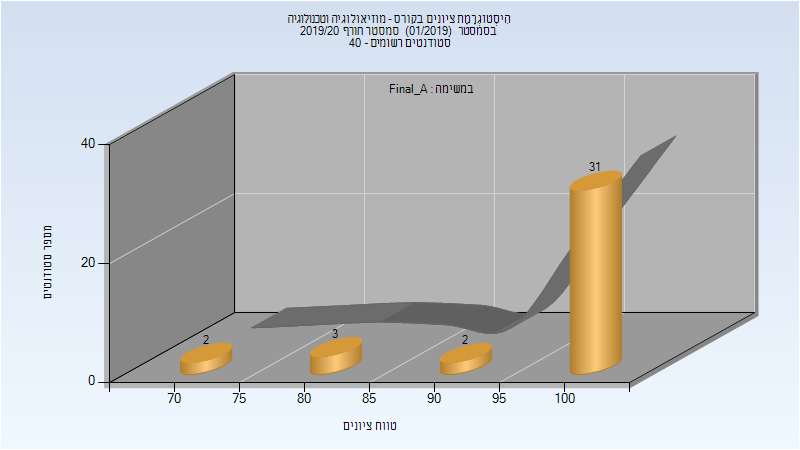 היסטוגרמת ציונים בקורס - מוזיאולוגיה וטכנולוגיה
בסמסטר (01/2019) סמסטר חורף 2019/20
סטודנטים רשומים - 40
במשימה : Final_A
מספר סטודנטים
40
20
0
2
3
2
31
70
75
80
85
90
95
100
טווח ציונים